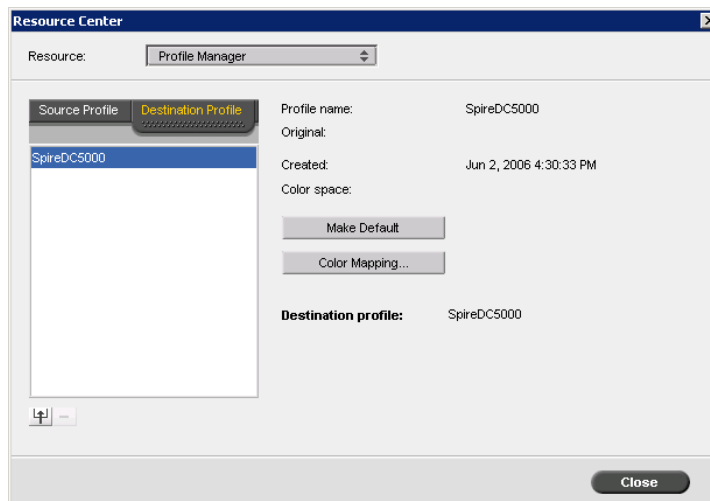 Resource Center
Resource: Profile Manager
Source Profile Destination Profile
SpireDC5000
Profile name: SpireDC5000
Original:
Created: Jun 2, 2006 4:30:33 PM
Color space:
Make Default
Color Mapping...
Destination profile: SpireDC5000
Close